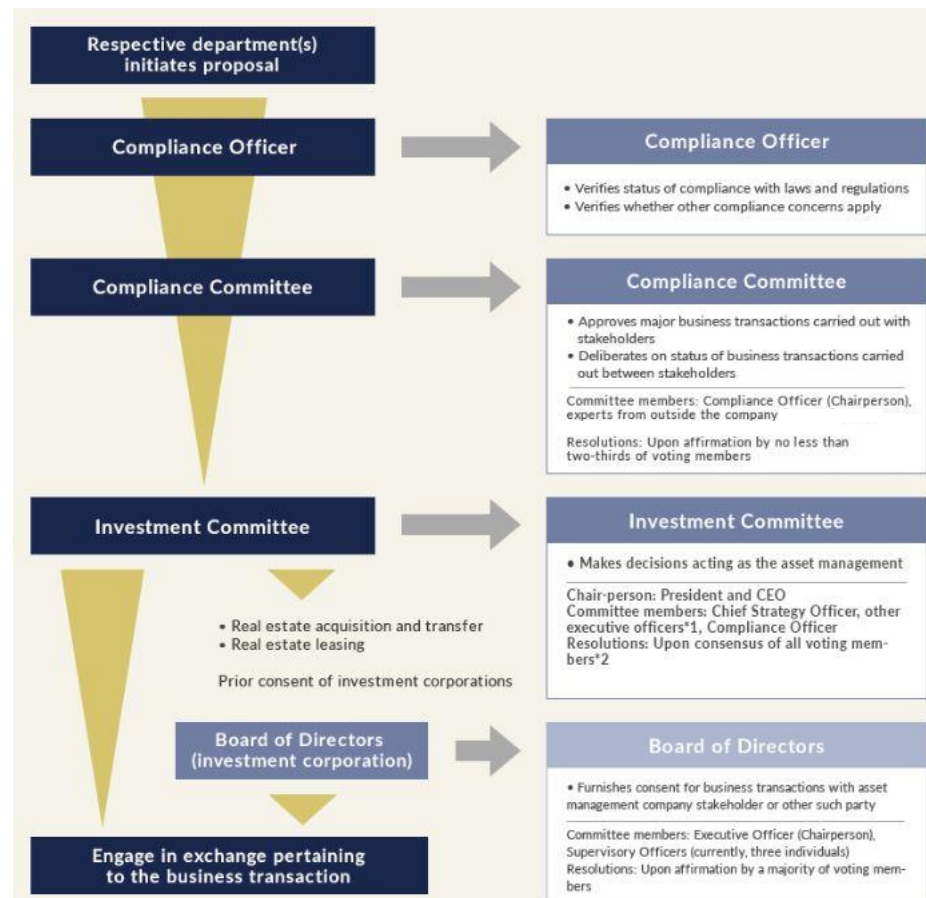 Respective department(s)
initiates proposal
Compliance Officer
Compliance Officer
• Verifies status of compliance with laws and regulations
• Verifies whether other compliance concerns apply
Compliance Committee
Compliance Committee
• Approves major business transactions carried out with
stakeholders
• Deliberates on status of business transactions carried
out between stakeholders
Committee members: Compliance Officer (Chairperson),
experts from outside the company
Resolutions: Upon affirmation by no less than
two-thirds of voting members
Investment Committee
Investment Committee
• Makes decisions acting as the asset management
Chair-person: President and CEO
Committee members: Chief Strategy Officer, other
executive officers*1, Compliance Officer
Resolutions: Upon consensus of all voting mem-
bers*2
• Real estate acquisition and transfer
• Real estate leasing
Prior consent of investment corporations
Board of Directors
(investment corporation)
Board of Directors
• Furnishes consent for business transactions with asset
management company stakeholder or other such party
Committee members: Executive Officer (Chairperson),
Supervisory Officers (currently, three individuals)
Resolutions: Upon affirmation by a majority of voting mem-
bers
Engage in exchange pertaining
to the business transaction